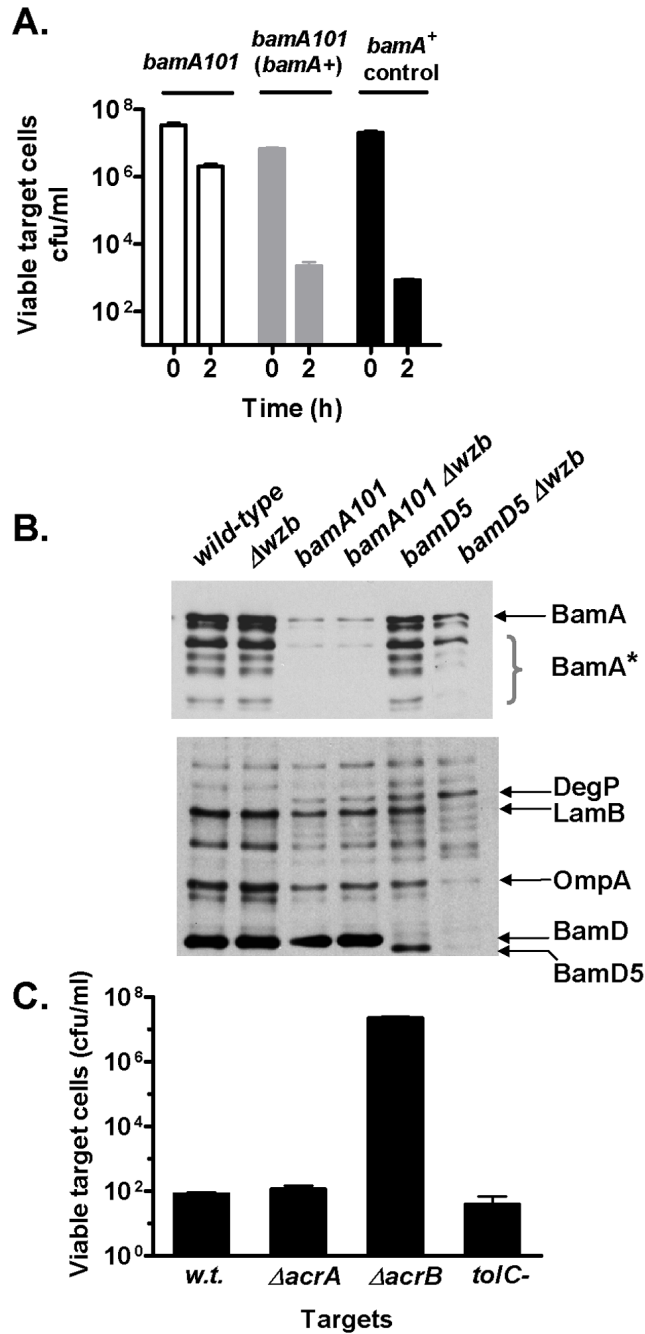 A.
bamA101
bamA101
(bamA+)
bamA+
control
Viable target cells
cfu/ml
10^8
10^6
10^4
10^2
0 2 0 2 0 2
Time (h)
B.
wild-type
Δwzb
bamA101
bamA101 Δwzb
bamD5
bamD5 Δwzb
BamA
BamA*
DegP
LamB
OmpA
BamD
BamD5
C.
Viable target cells (cfu/ml)
10^8
10^6
10^4
10^2
10^0
w.t. ΔacrA ΔacrB tolC-
Targets